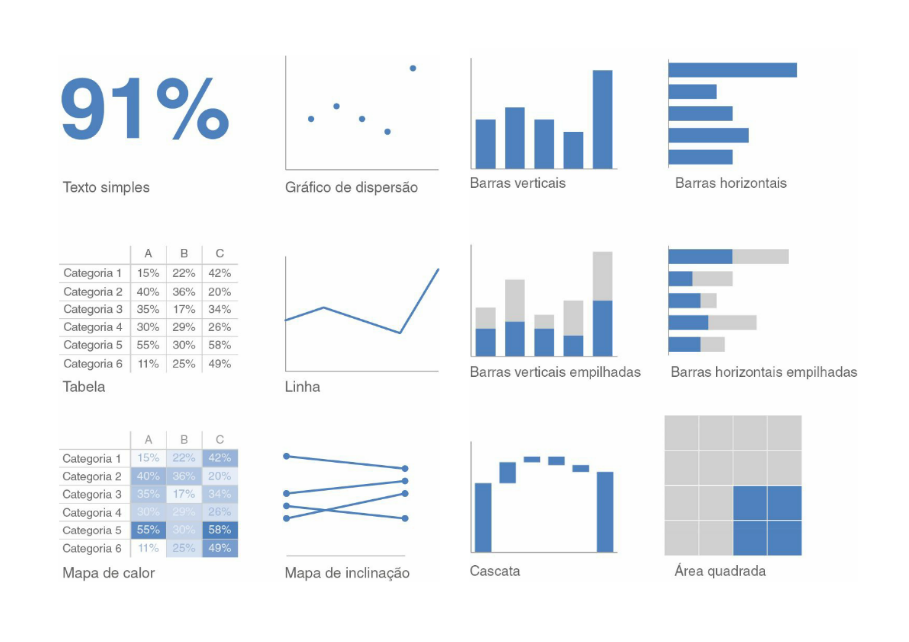 91%
Texto simples
Gráfico de dispersão
Barras verticais
Barras horizontais
A B C
Categoria 1 15% 22% 42%
Categoria 2 40% 36% 20%
Categoria 3 35% 17% 34%
Categoria 4 30% 29% 26%
Categoria 5 55% 30% 58%
Categoria 6 11% 25% 49%
Tabela
Linha
Barras verticais empilhadas
Barras horizontais empilhadas
A B C
Categoria 1 15% 22% 42%
Categoria 2 40% 36% 20%
Categoria 3 35% 17% 34%
Categoria 4 30% 29% 26%
Categoria 5 55% 30% 58%
Categoria 6 11% 25% 49%
Mapa de calor
Mapa de inclinação
Cascata
Área quadrada